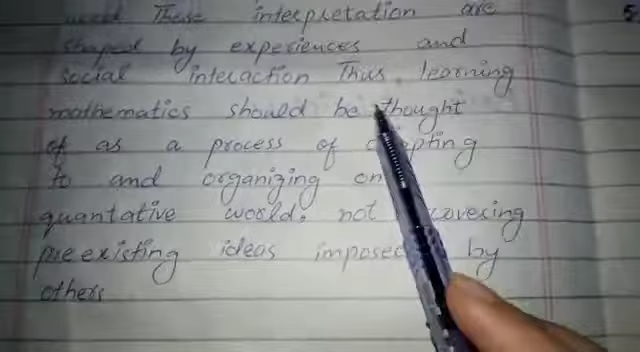 These interpretation are
shaped by experiences and
social interaction Thus, learning
mathematics should be thought
of as a process of
to and organizing
quantative world, not
preexisting ideas imposed by
others
5